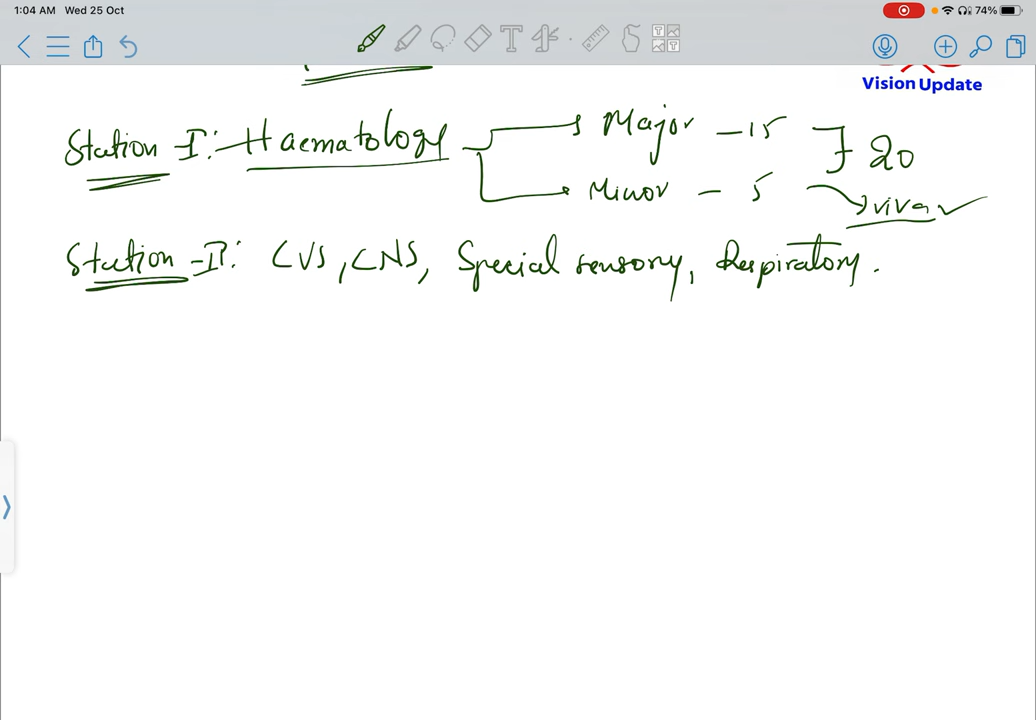 1:04 AM Wed 25 Oct 74%
Vision Update
Station - I : - Haematology
Major - 15
Minor - 5
} 20
viva
Station - II : CVS, CNS, Special sensory, Respiratory.